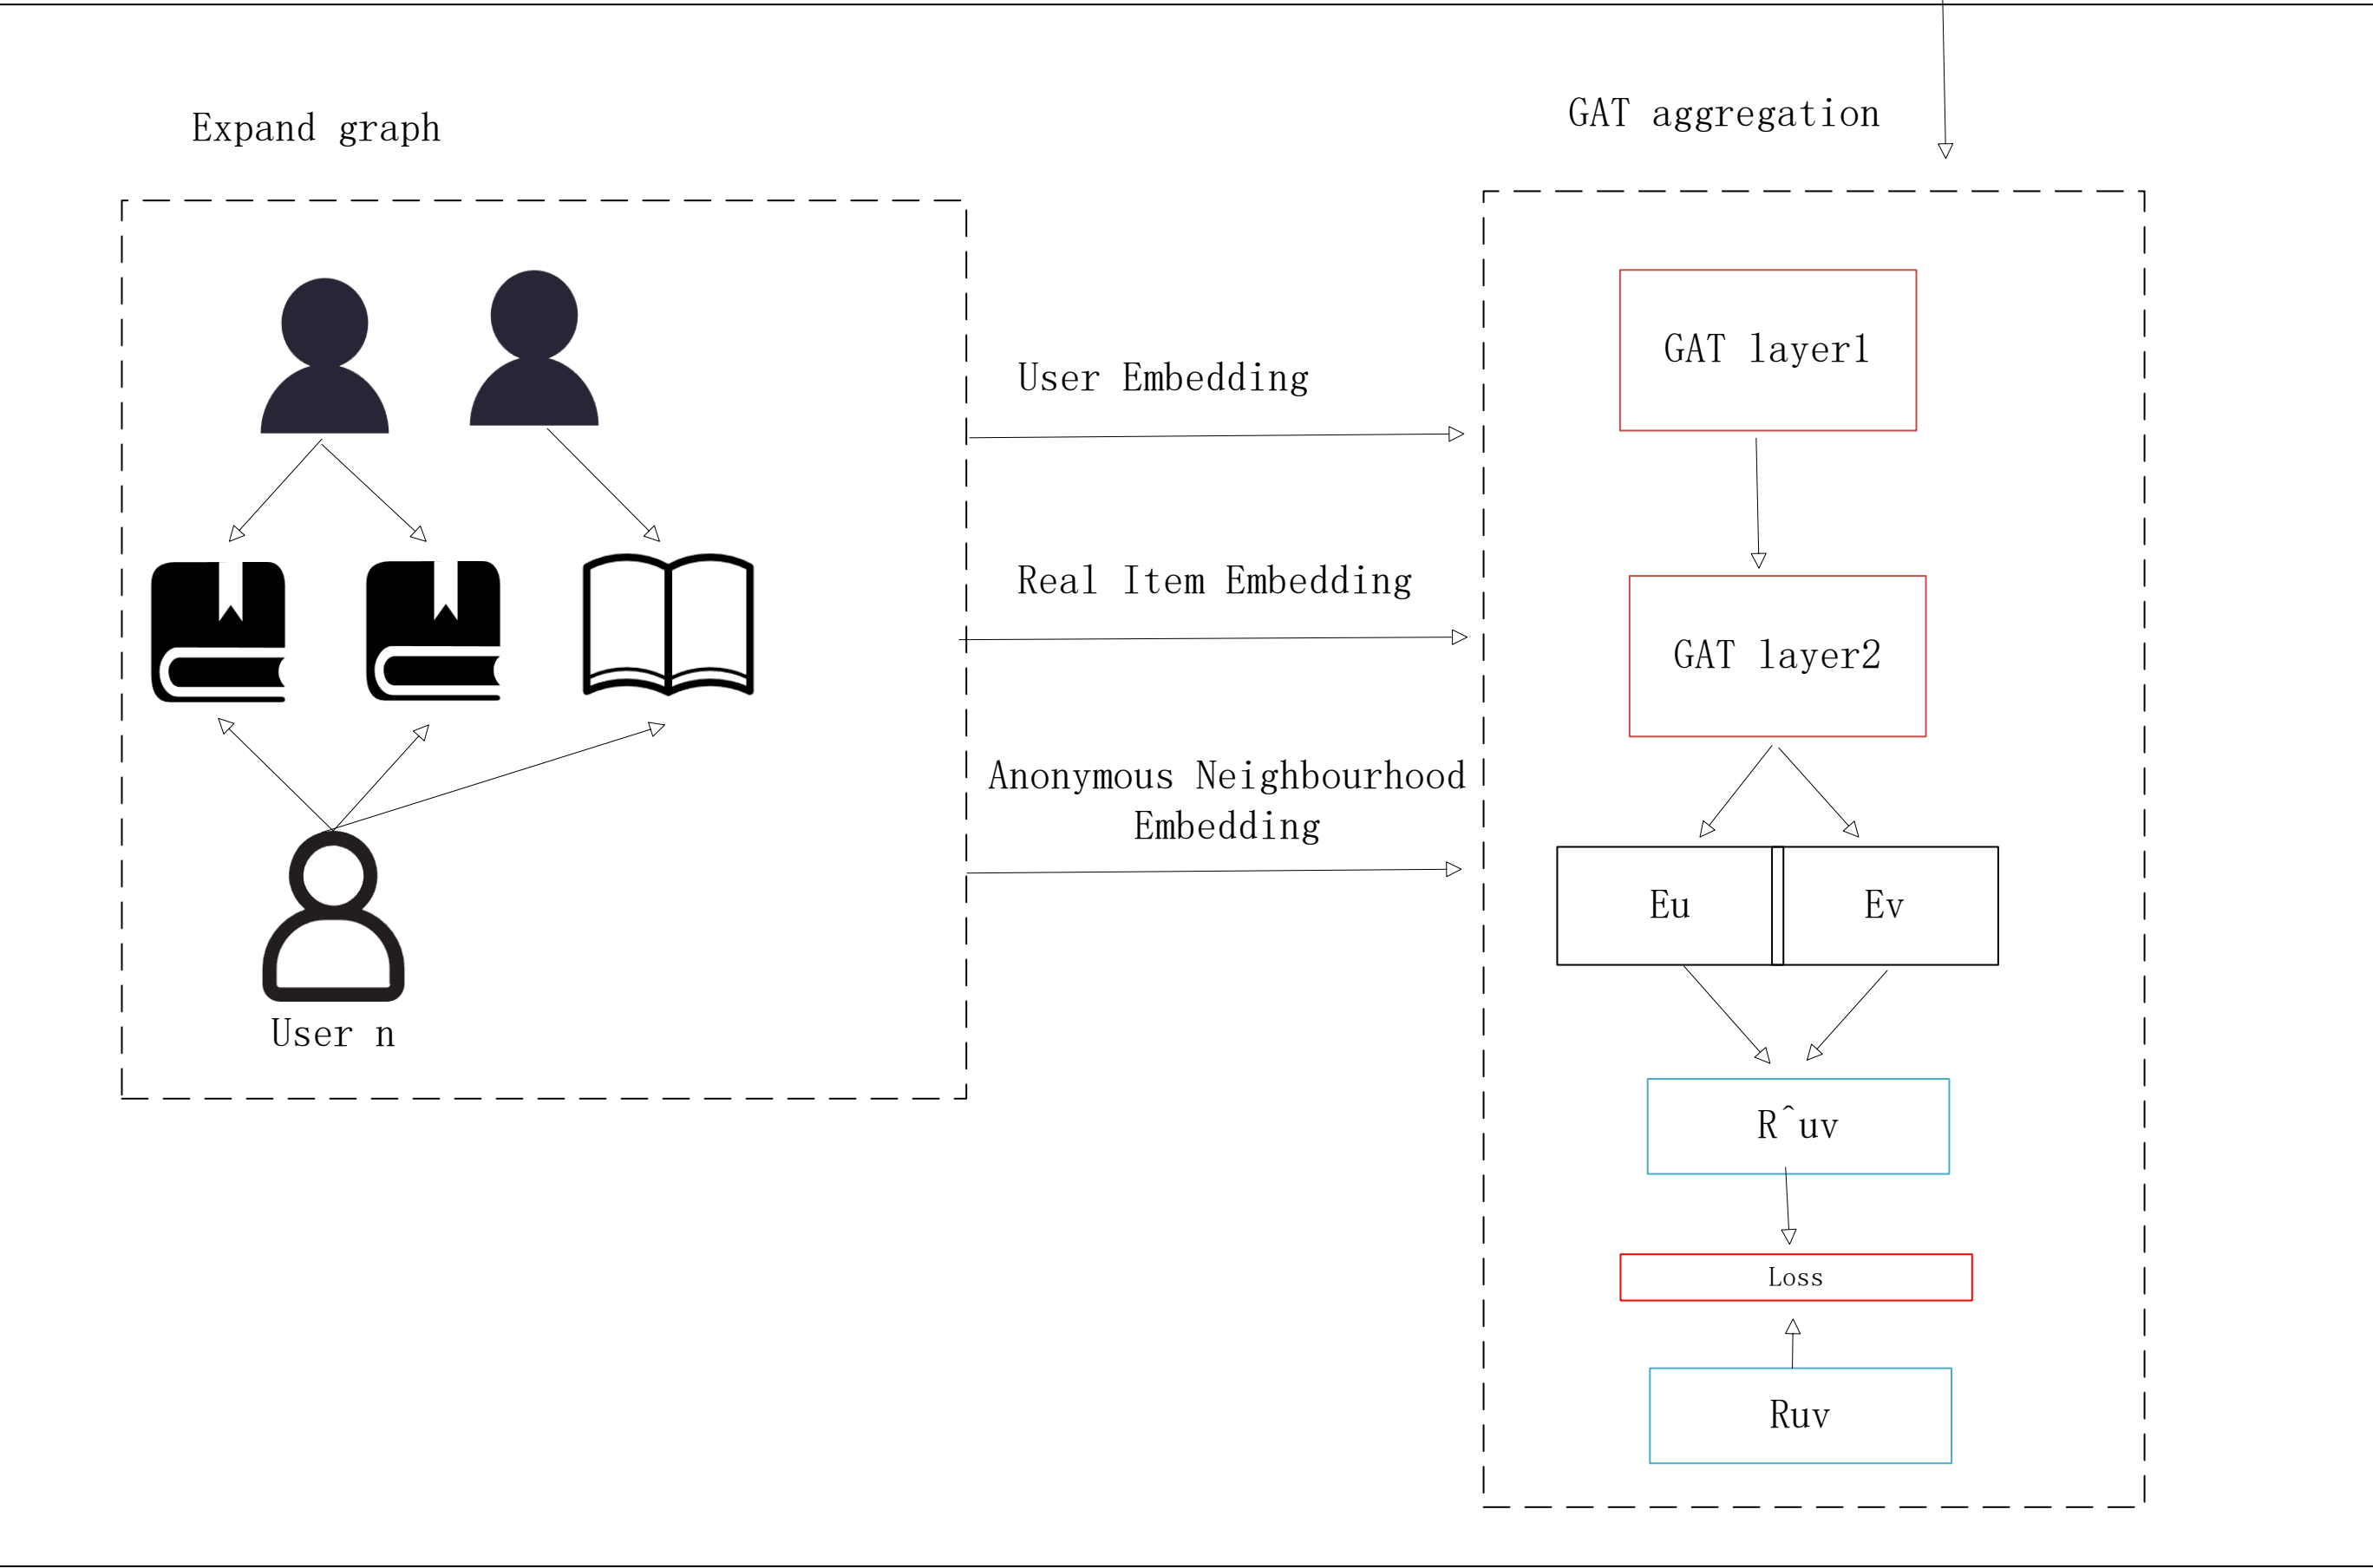 Expand graph
GAT aggregation
User Embedding
Real Item Embedding
Anonymous Neighbourhood
Embedding
User n
GAT layer1
GAT layer2
Eu
Ev
R^uv
Loss
Ruv